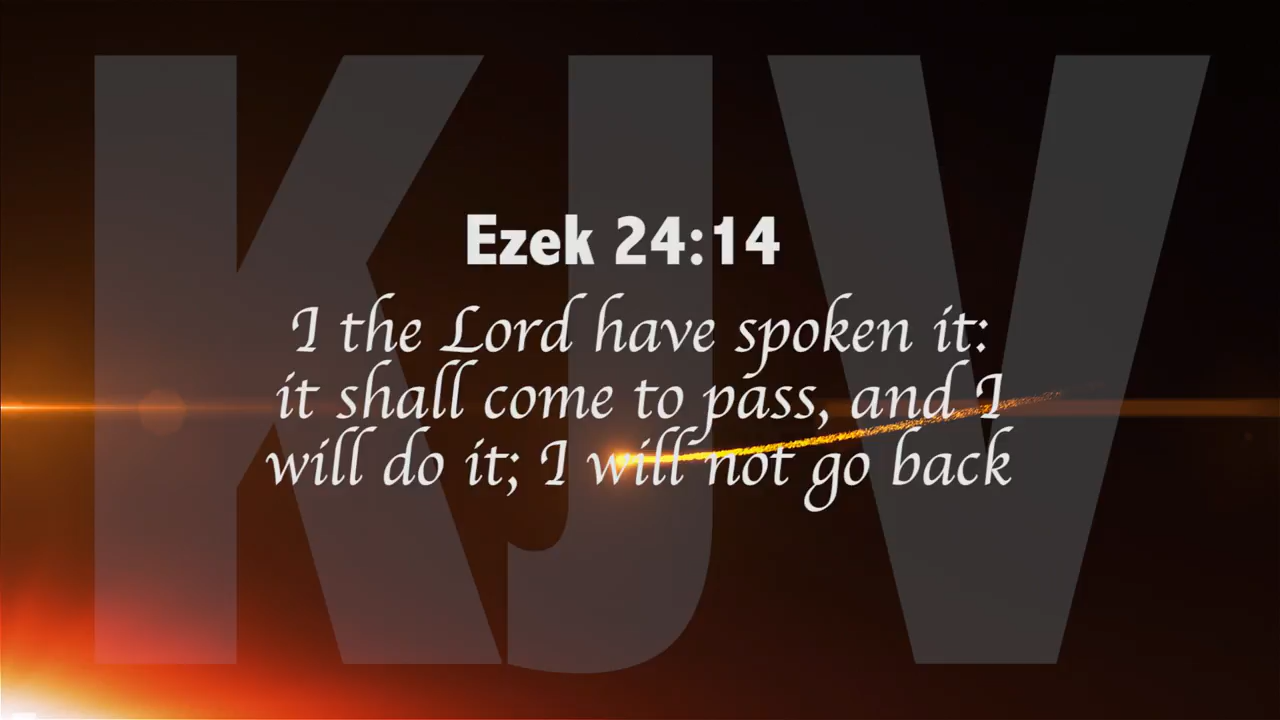 KJV
Ezek 24:14
I the Lord have spoken it:
it shall come to pass, and I
will do it; I will not go back